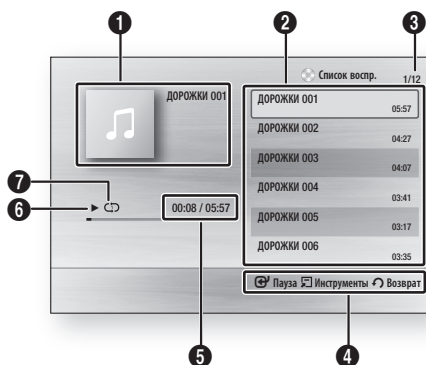 1
2
3
Список воспр. 1/12
ДОРОЖКИ 001
ДОРОЖКИ 001
05:57
ДОРОЖКИ 002
04:27
ДОРОЖКИ 003
04:07
ДОРОЖКИ 004
03:41
ДОРОЖКИ 005
03:17
ДОРОЖКИ 006
03:35
7
6
00:08 / 05:57
Пауза Инструменты Возврат
5
4